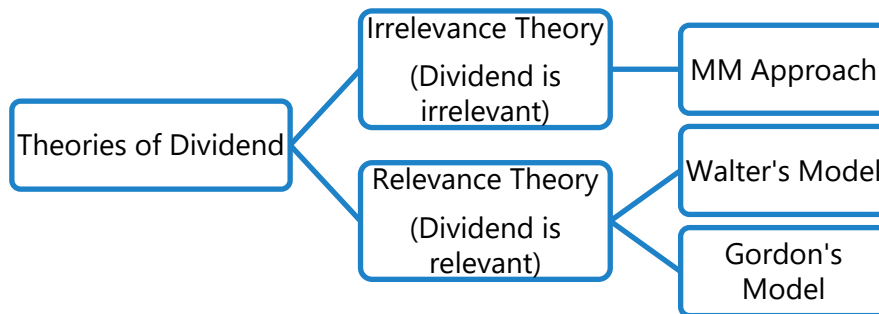 Theories of Dividend
Irrelevance Theory
(Dividend is
irrelevant)
MM Approach
Relevance Theory
(Dividend is
relevant)
Walter's Model
Gordon's
Model